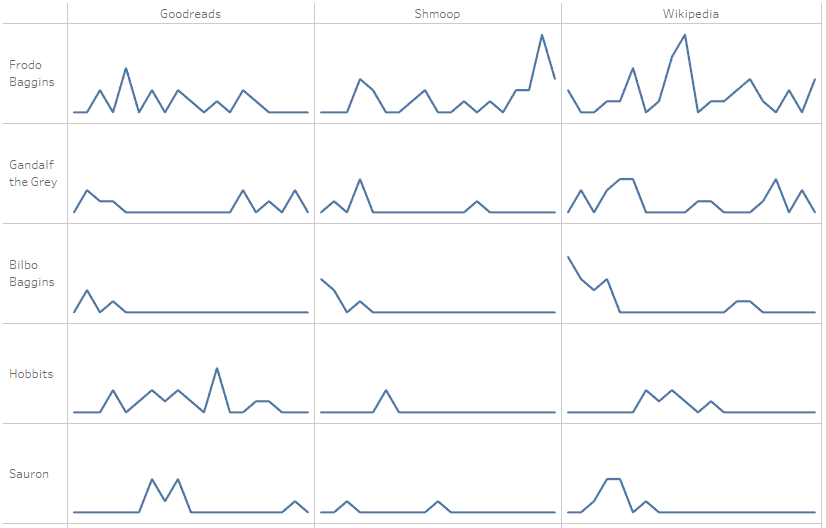 Goodreads
Shmoop
Wikipedia
Frodo
Baggins
Gandalf
the Grey
Bilbo
Baggins
Hobbits
Sauron